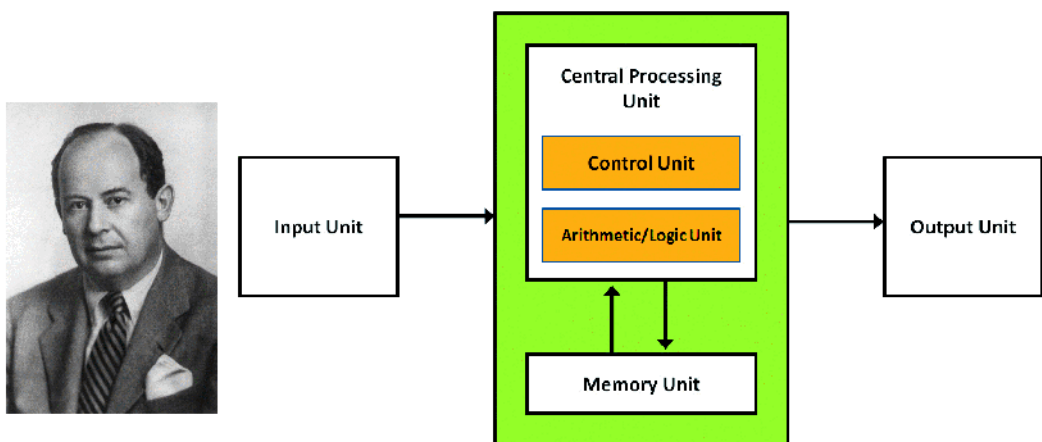 Input Unit
Central Processing
Unit
Control Unit
Arithmetic/Logic Unit
Memory Unit
Output Unit